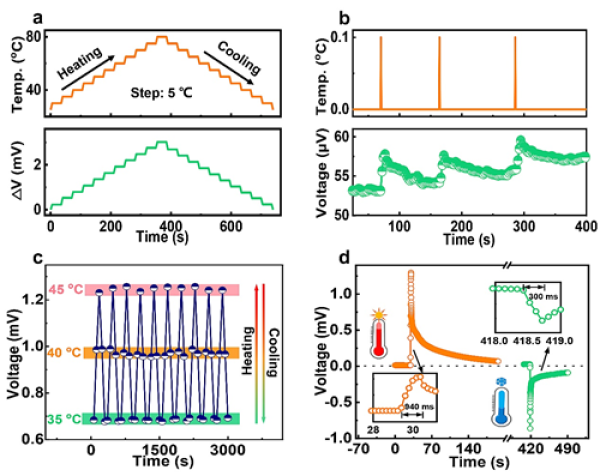 a
Temp. (°C)
80
40
Heating
Cooling
Step: 5 ℃
ΔV (mV)
2
0
0 200 400 600
Time (s)
b
Temp. (°C)
0.1
0.0
Voltage (μV)
60
55
50
100 200 300 400
Time (s)
c
Voltage (mV)
1.2
1.0
0.8
0.6
45 °C
40 °C
35 °C
Heating
Cooling
0 1500 3000
Time (s)
d
Voltage (mV)
1.0
0.5
0.0
-0.5
-1.0
300 ms
418.0 418.5 419.0
940 ms
28 30
-70 0 70 140 420 490
Time (s)